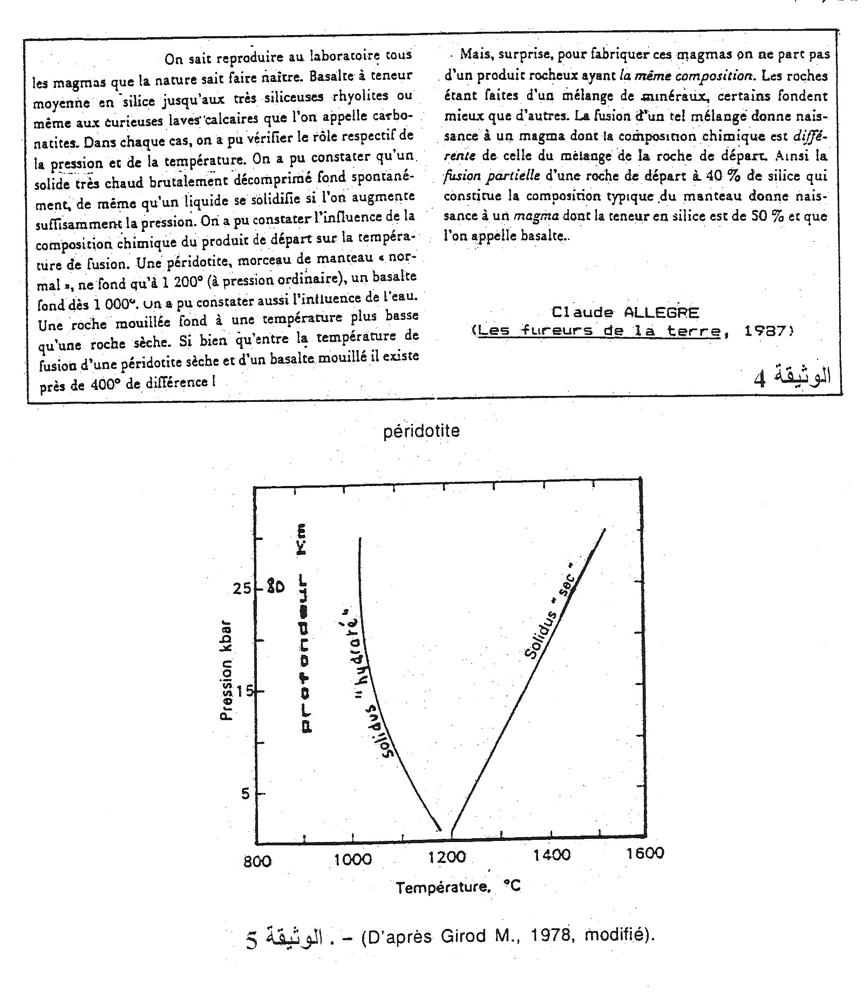 On sait reproduire au laboratoire tous
les magmas que la nature sait faire naître. Basalte à teneur
moyenne en silice jusqu'aux très siliceuses rhyolites ou
même aux curieuses laves calcaires que l'on appelle carbo-
natites. Dans chaque cas, on a pu vérifier le rôle respectif de
la pression et de la température. On a pu constater qu'un
solide très chaud brutalement décomprimé fond spontané-
ment, de même qu'un liquide se solidifie si l'on augmente
suffisamment la pression. On a pu constater l'influence de la
composition chimique du produit de départ sur la tempéra-
ture de fusion. Une péridotite, morceau de manteau « nor-
mal », ne fond qu'à 1 200° (à pression ordinaire), un basalte
fond dès 1 000°. On a pu constater aussi l'influence de l'eau.
Une roche mouillée fond à une température plus basse
qu'une roche sèche. Si bien qu'entre la température de
fusion d'une péridotite sèche et d'un basalte mouillé il existe
près de 400° de différence !
Mais, surprise, pour fabriquer ces magmas on ne part pas
d'un produit rocheux ayant la même composition. Les roches
étant faites d'un mélange de minéraux, certains fondent
mieux que d'autres. La fusion d'un tel mélange donne nais-
sance à un magma dont la composition chimique est diffé-
rente de celle du mélange de la roche de départ. Ainsi la
fusion partielle d'une roche de départ à 40 % de silice qui
constitue la composition typique du manteau donne nais-
sance à un magma dont la teneur en silice est de 50 % et que
l'on appelle basalte..
Claude ALLEGRE
(Les fureurs de la terre, 1987)
الوثيقة 4
péridotite
profondeur Km
25
80
Pression kbar
15
5
Solidus "hydraté"
Solidus "sec"
800 1000 1200 1400 1600
Température, °C
الوثيقة 5 . – (D'après Girod M., 1978, modifié).